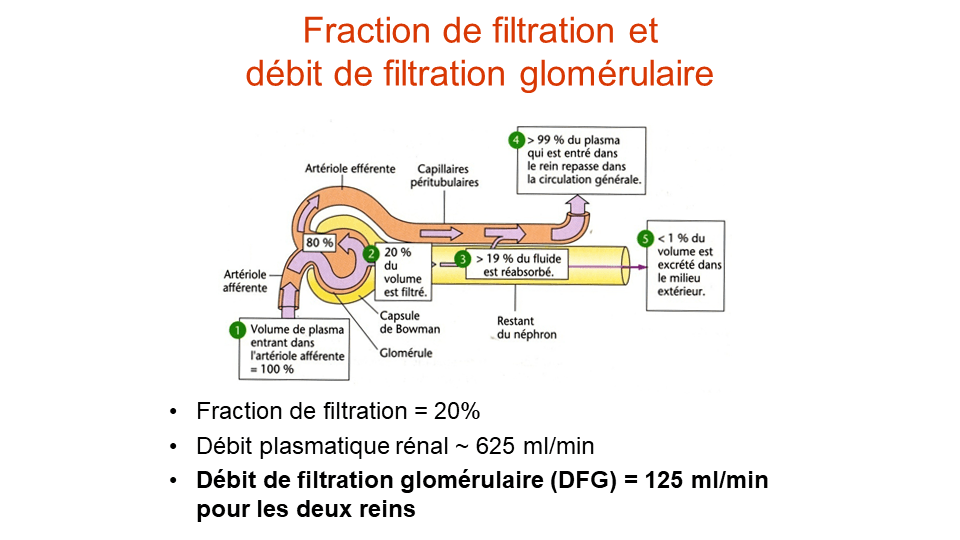 Fraction de filtration et
débit de filtration glomérulaire
4 > 99 % du plasma
qui est entré dans
le rein repasse dans
la circulation générale.
Artériole efférente
Capillaires
péritubulaires
80 %
2 20 %
du
volume
est filtré.
3 > 19 % du fluide
est réabsorbé.
5 < 1 % du
volume est
excrété dans
le milieu
extérieur.
Artériole
afférente
1 Volume de plasma
entrant dans
l'artériole afférente
= 100 %
Capsule
de Bowman
Glomérule
Restant
du néphron
• Fraction de filtration = 20%
• Débit plasmatique rénal ~ 625 ml/min
• Débit de filtration glomérulaire (DFG) = 125 ml/min
pour les deux reins